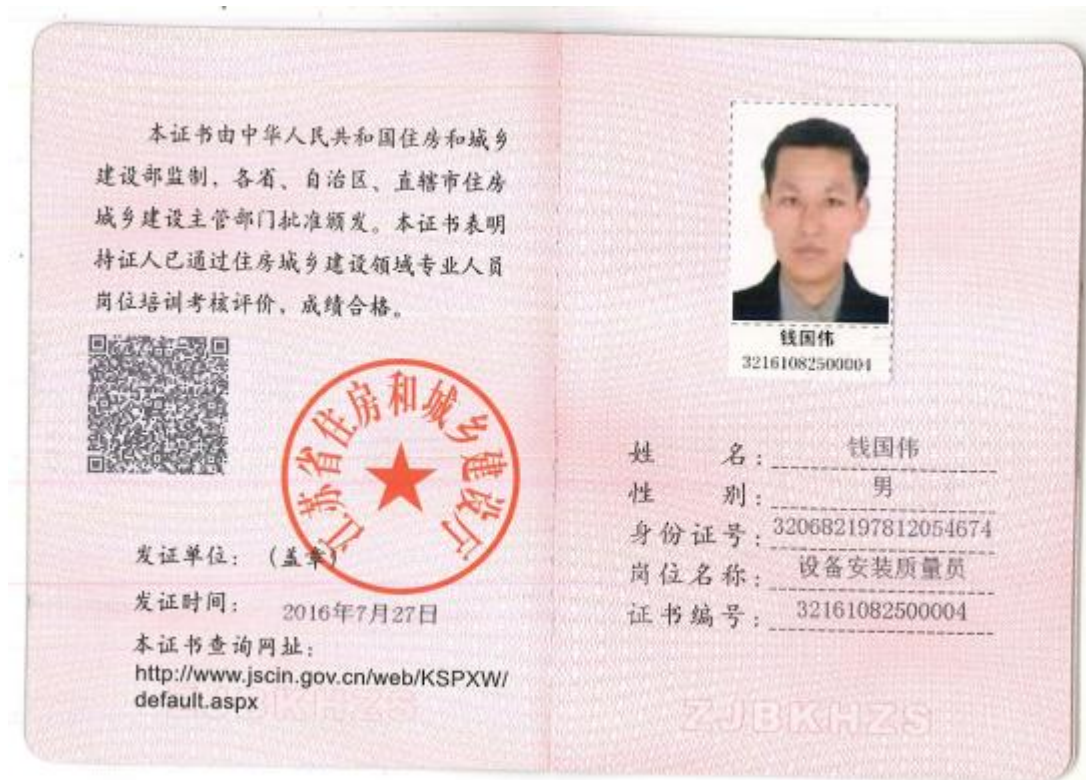 本证书由中华人民共和国住房和城乡
建设部监制，各省、自治区、直辖市住房
城乡建设主管部门批准颁发。本证书表明
持证人已通过住房城乡建设领域专业人员
岗位培训考核评价，成绩合格。
江苏省住房和城乡建设厅
发证单位：（盖章）
发证时间： 2016年7月27日
本证书查询网址：
http://www.jscin.gov.cn/web/KSPXW/
default.aspx
钱国伟
32161082500004
姓 名：钱国伟
性 别：男
身份证号：320682197812054674
岗位名称：设备安装质量员
证书编号：32161082500004
ZJBKHZS
ZJBKHZS